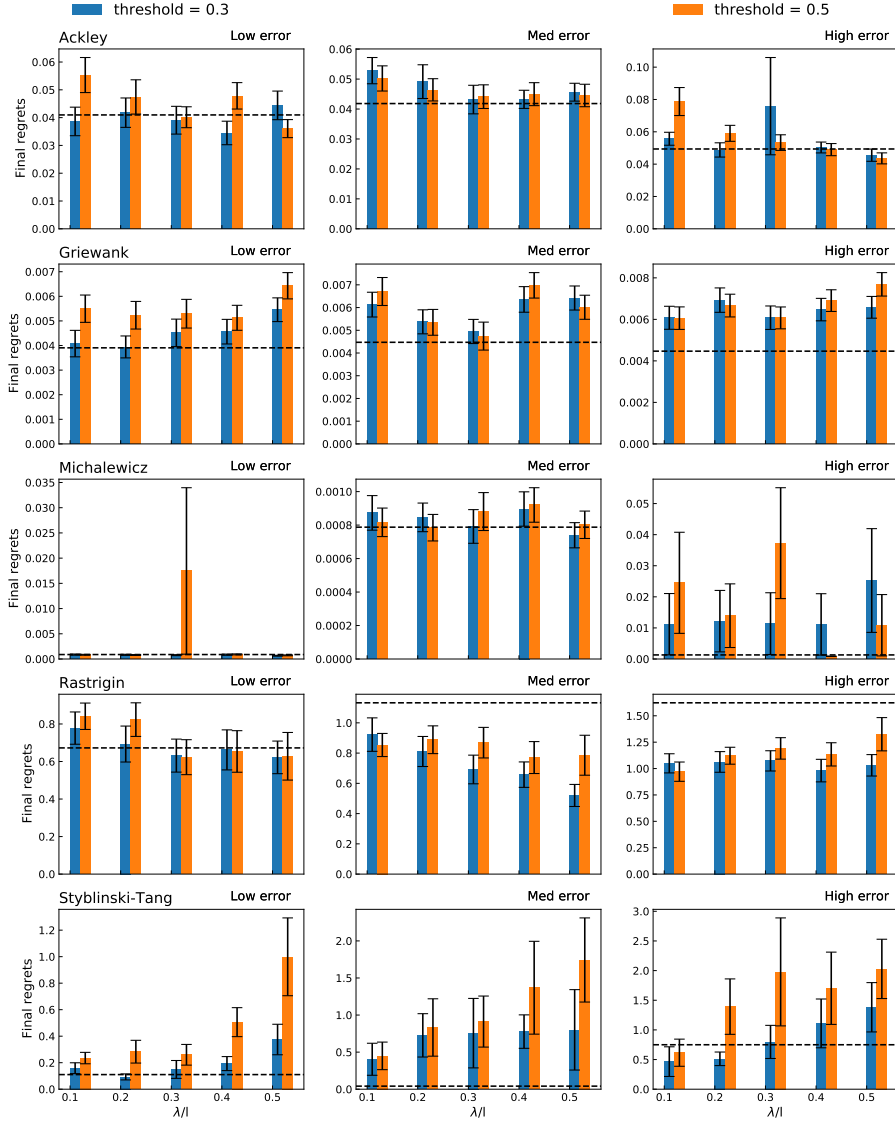 threshold = 0.3 threshold = 0.5
Ackley Low error Med error High error
Final regrets
0.06 0.05 0.04 0.03 0.02 0.01 0.00
0.06 0.05 0.04 0.03 0.02 0.01 0.00
0.10 0.08 0.06 0.04 0.02 0.00
Griewank Low error Med error High error
Final regrets
0.007 0.006 0.005 0.004 0.003 0.002 0.001 0.000
0.007 0.006 0.005 0.004 0.003 0.002 0.001 0.000
0.008 0.006 0.004 0.002 0.000
Michalewicz Low error Med error High error
Final regrets
0.035 0.030 0.025 0.020 0.015 0.010 0.005 0.000
0.0010 0.0008 0.0006 0.0004 0.0002 0.0000
0.05 0.04 0.03 0.02 0.01 0.00
Rastrigin Low error Med error High error
Final regrets
0.8 0.6 0.4 0.2 0.0
1.0 0.8 0.6 0.4 0.2 0.0
1.50 1.25 1.00 0.75 0.50 0.25 0.00
Styblinski-Tang Low error Med error High error
Final regrets
1.2 1.0 0.8 0.6 0.4 0.2 0.0
2.0 1.5 1.0 0.5 0.0
3.0 2.5 2.0 1.5 1.0 0.5 0.0
0.1 0.2 0.3 0.4 0.5 0.1 0.2 0.3 0.4 0.5 0.1 0.2 0.3 0.4 0.5
λ/l λ/l λ/l